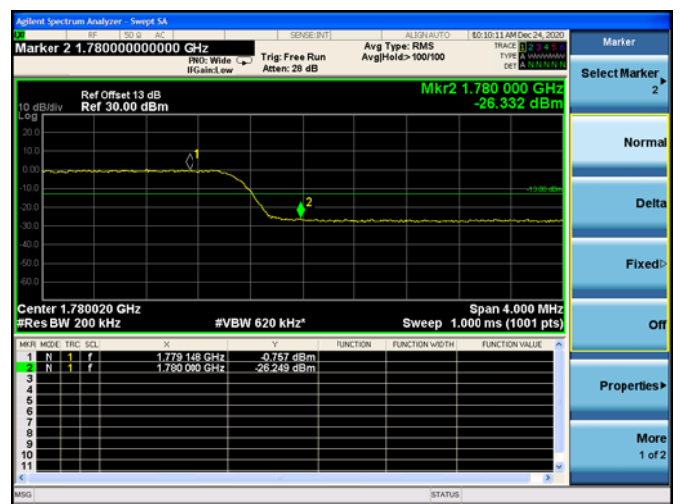 Agilent Spectrum Analyzer - Swept SA
RF 50 Ω AC SENSE:INT ALIGN AUTO 10:10:11 AM Dec 24, 2020
Marker 2 1.780000000000 GHz
PNO: Wide
IFGain:Low
Trig: Free Run
Atten: 28 dB
Avg Type: RMS
Avg|Hold:>100/100
TRACE 1 2 3 4 5 6
TYPE A WWWWW
DET A N N N N N
Ref Offset 13 dB
10 dB/div Ref 30.00 dBm
Log
Mkr2 1.780 000 GHz
-26.332 dBm
20.0
10.0
0.00
-10.0
-20.0
-30.0
-40.0
-50.0
-60.0
1
2
-13.00 dBm
Center 1.780020 GHz Span 4.000 MHz
#Res BW 200 kHz #VBW 620 kHz* Sweep 1.000 ms (1001 pts)
MKR MODE TRC SCL X Y FUNCTION FUNCTION WIDTH FUNCTION VALUE
1 N 1 f 1.779 148 GHz -0.757 dBm
2 N 1 f 1.780 000 GHz -26.249 dBm
3
4
5
6
7
8
9
10
11
MSG STATUS
Marker
Select Marker
2
Normal
Delta
Fixed
Off
Properties
More
1 of 2